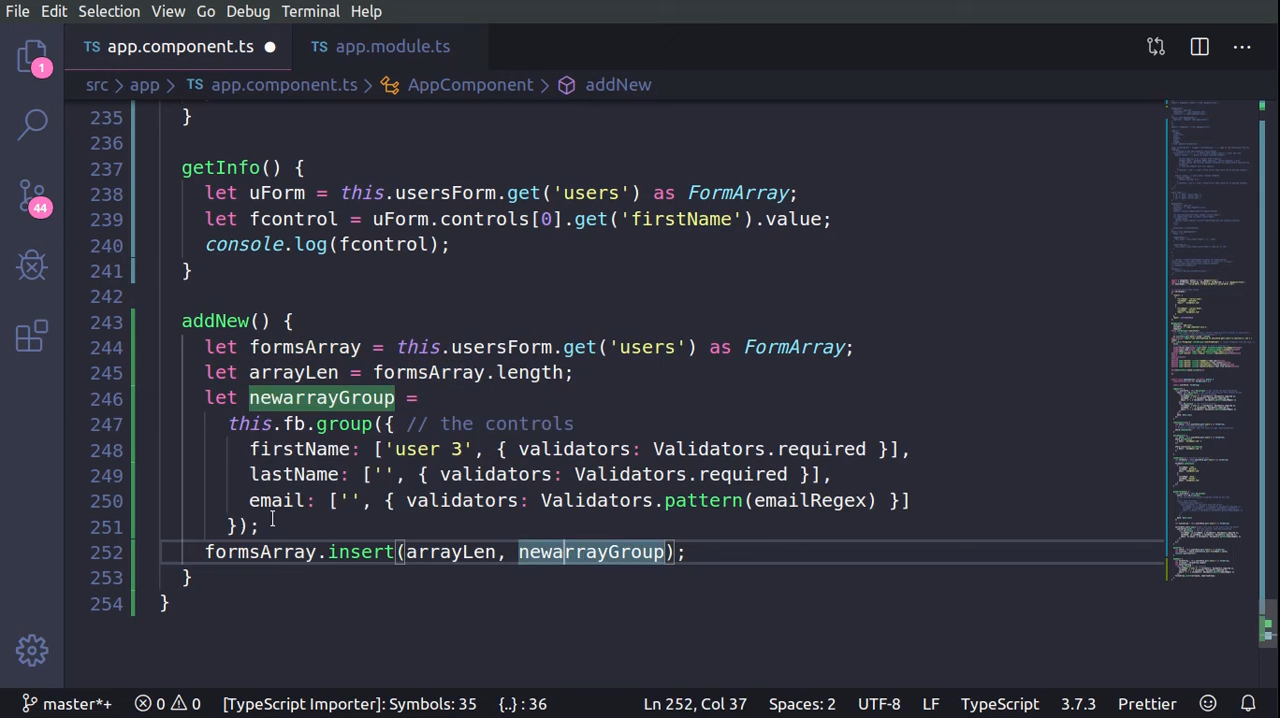 File Edit Selection View Go Debug Terminal Help
TS app.component.ts TS app.module.ts
src > app > TS app.component.ts > AppComponent > addNew
235 }
236
237 getInfo() {
238 let uForm = this.usersForm.get('users') as FormArray;
239 let fcontrol = uForm.controls[0].get('firstName').value;
240 console.log(fcontrol);
241 }
242
243 addNew() {
244 let formsArray = this.usersForm.get('users') as FormArray;
245 let arrayLen = formsArray.length;
246 let newarrayGroup =
247 this.fb.group({ // the controls
248 firstName: ['user 3', { validators: Validators.required }],
249 lastName: ['', { validators: Validators.required }],
250 email: ['', { validators: Validators.pattern(emailRegex) }]
251 });
252 formsArray.insert(arrayLen, newarrayGroup);
253 }
254 }
1
44
master*+ 0 0 [TypeScript Importer]: Symbols: 35 {..} : 36 Ln 252, Col 37 Spaces: 2 UTF-8 LF TypeScript 3.7.3 Prettier